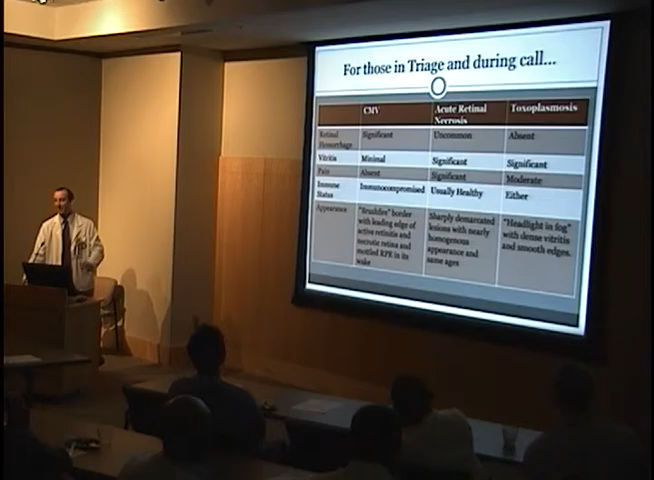 For those in Triage and during call...
CMV
Acute Retinal
Necrosis
Toxoplasmosis
Retinal
Hemorrhage
Significant
Uncommon
Absent
Vitritis
Minimal
Significant
Significant
Pain
Absent
Significant
Moderate
Immune
Status
Immunocompromised
Usually Healthy
Either
Appearance
"Brushfire" border
with leading edge of
active retinitis and
necrotic retina and
mottled RPE in its
wake
Sharply demarcated
lesions with nearly
homogenous
appearance and
same ages
"Headlight in fog"
with dense vitritis
and smooth edges.